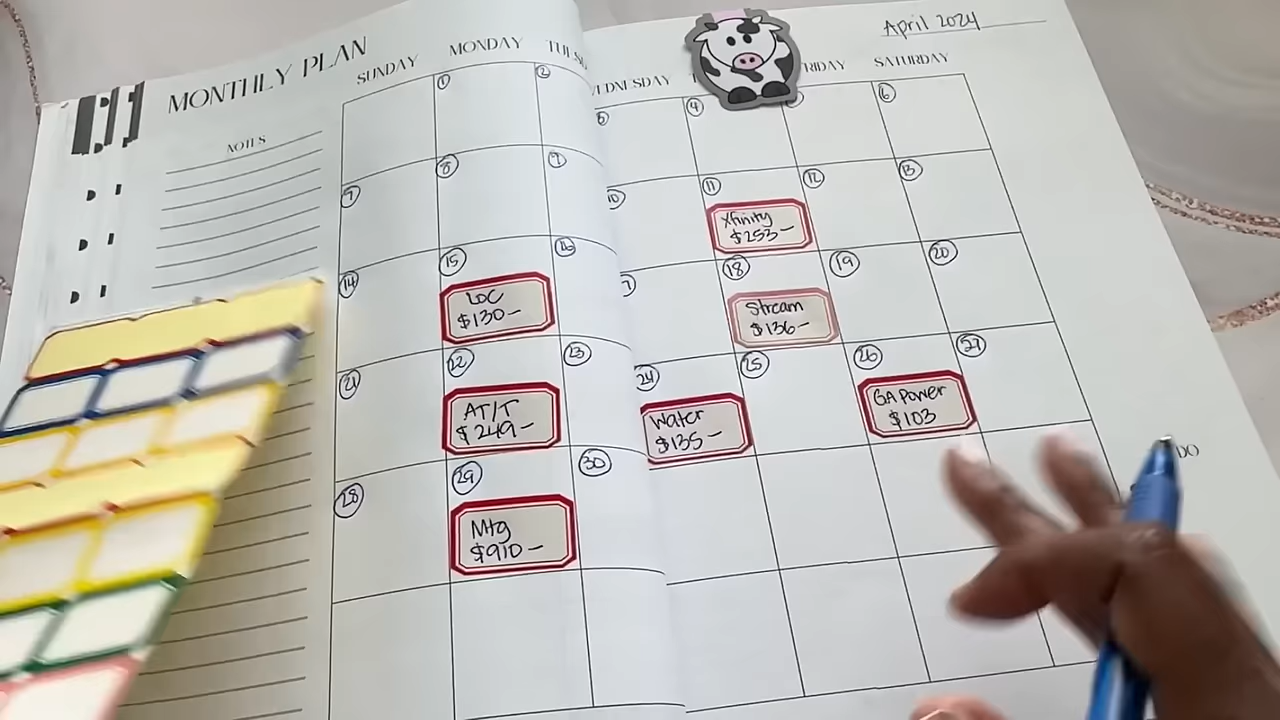 MONTHLY PLAN
April 2024
NOTES
SUNDAY MONDAY SATURDAY
1 2 4 6
7 8 9 10 11 12 13
Xfinity
$253-
14 15 16 18 19 20
LOC
$130-
Stream
$136-
21 22 23 24 25 26 27
AT/T
$249-
Water
$135-
GA Power
$103
28 29 30
Mtg
$910-
DO